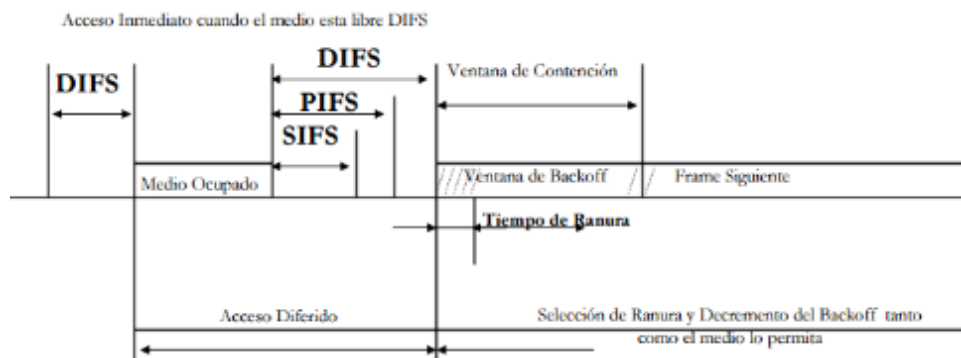 Acceso Inmediato cuando el medio esta libre DIFS
DIFS
DIFS
Ventana de Contención
PIFS
SIFS
Medio Ocupado
Ventana de Backoff
Frame Siguiente
Tiempo de Ranura
Acceso Diferido
Selección de Ranura y Decremento del Backoff tanto
como el medio lo permita